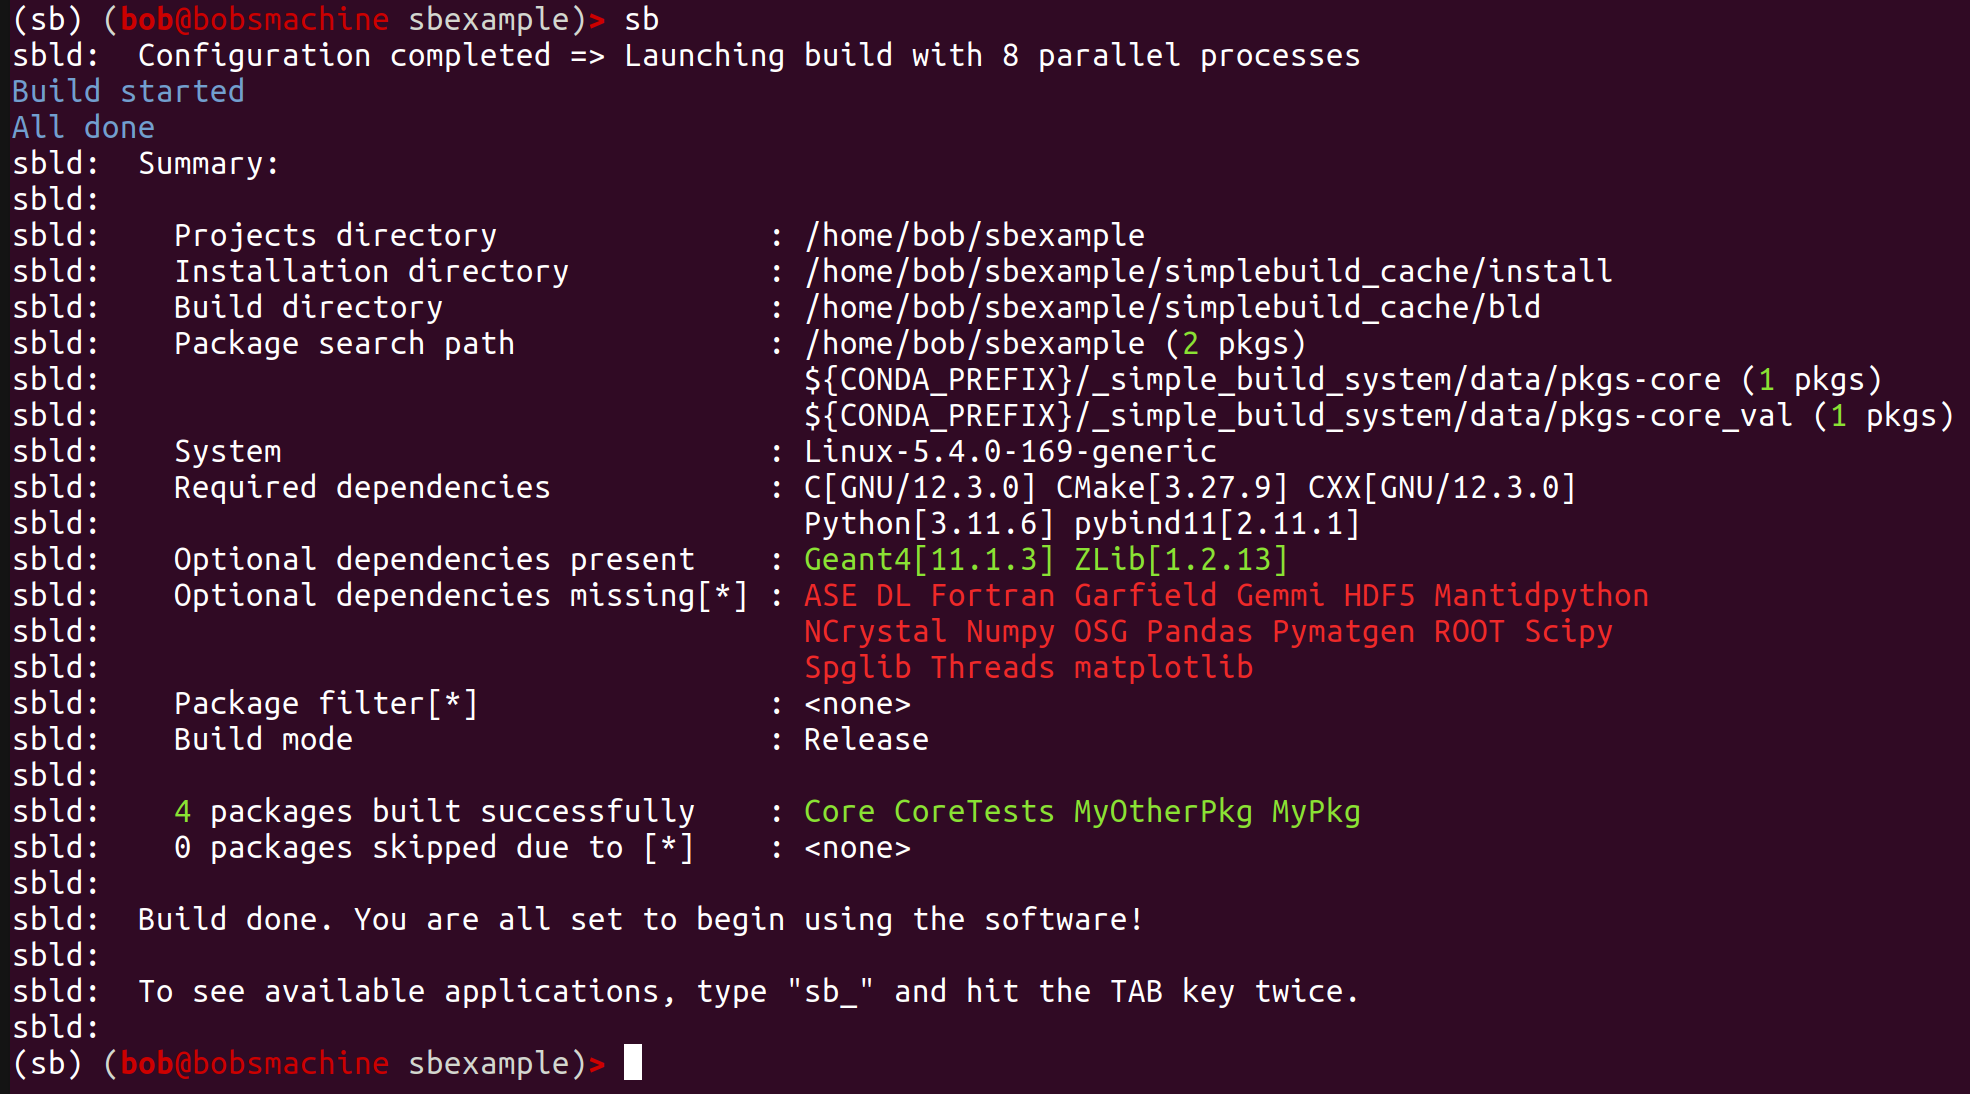 (sb) (bob@bobsmachine sbexample)> sb
sbld:  Configuration completed => Launching build with 8 parallel processes
Build started
All done
sbld:  Summary:
sbld:
sbld:    Projects directory               : /home/bob/sbexample
sbld:    Installation directory           : /home/bob/sbexample/simplebuild_cache/install
sbld:    Build directory                  : /home/bob/sbexample/simplebuild_cache/bld
sbld:    Package search path              : /home/bob/sbexample (2 pkgs)
sbld:                                       ${CONDA_PREFIX}/_simple_build_system/data/pkgs-core (1 pkgs)
sbld:                                       ${CONDA_PREFIX}/_simple_build_system/data/pkgs-core_val (1 pkgs)
sbld:    System                           : Linux-5.4.0-169-generic
sbld:    Required dependencies            : C[GNU/12.3.0] CMake[3.27.9] CXX[GNU/12.3.0]
sbld:                                       Python[3.11.6] pybind11[2.11.1]
sbld:    Optional dependencies present    : Geant4[11.1.3] ZLib[1.2.13]
sbld:    Optional dependencies missing[*] : ASE DL Fortran Garfield Gemmi HDF5 Mantidpython
sbld:                                       NCrystal Numpy OSG Pandas Pymatgen ROOT Scipy
sbld:                                       Spglib Threads matplotlib
sbld:    Package filter[*]                : <none>
sbld:    Build mode                       : Release
sbld:
sbld:    4 packages built successfully    : Core CoreTests MyOtherPkg MyPkg
sbld:    0 packages skipped due to [*]    : <none>
sbld:
sbld:  Build done. You are all set to begin using the software!
sbld:
sbld:  To see available applications, type "sb_" and hit the TAB key twice.
sbld:
(sb) (bob@bobsmachine sbexample)>